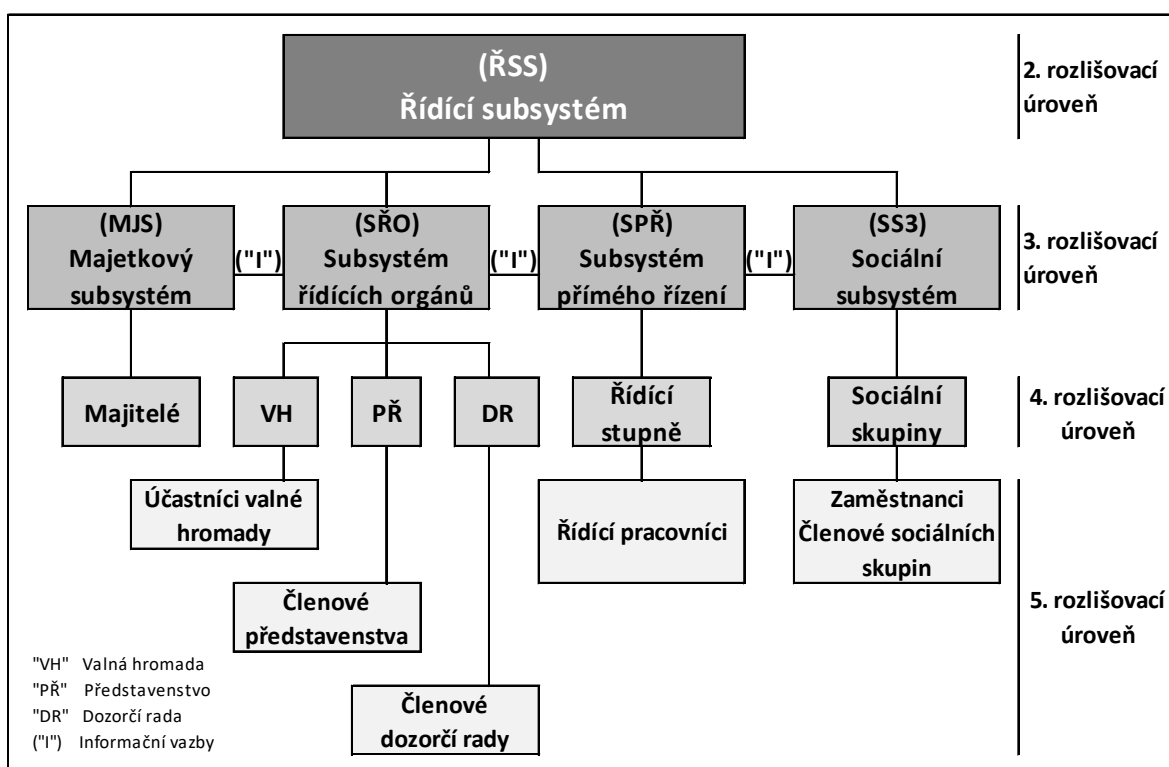 (ŘSS)
Řídící subsystém
2. rozlišovací
úroveň
(MJS)
Majetkový
subsystém
("I")
(SŘO)
Subsystém
řídících orgánů
("I")
(SPŘ)
Subsystém
přímého řízení
("I")
(SS3)
Sociální
subsystém
3. rozlišovací
úroveň
Majitelé
VH
PŘ
DR
Řídící
stupně
Sociální
skupiny
4. rozlišovací
úroveň
Účastníci valné
hromady
Řídící pracovníci
Zaměstnanci
Členové sociálních
skupin
Členové
představenstva
Členové
dozorčí rady
5. rozlišovací
úroveň
"VH" Valná hromada
"PŘ" Představenstvo
"DR" Dozorčí rada
("I") Informační vazby